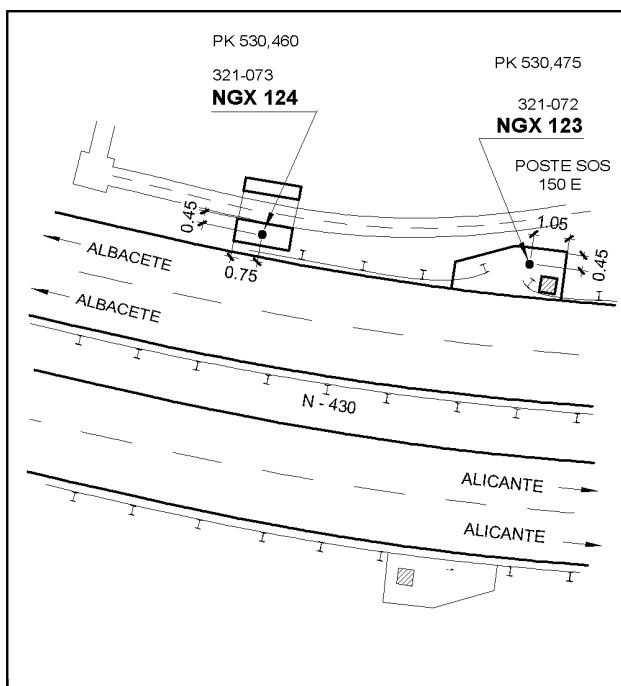 PK 530,460
321-073
NGX 124
PK 530,475
321-072
NGX 123
POSTE SOS
150 E
0.45
0.75
1.05
0.45
ALBACETE
ALBACETE
N - 430
ALICANTE
ALICANTE